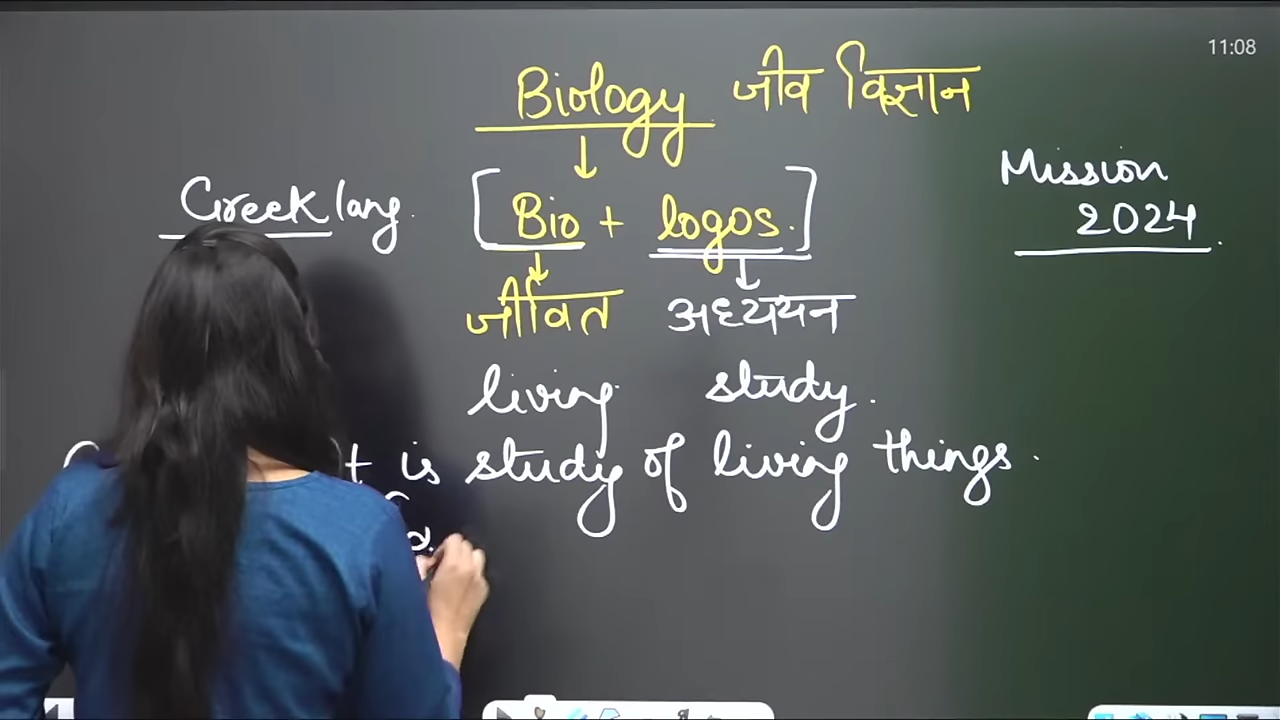 11:08
Biology जीव विज्ञान
Mission
2024
Greek lang. [Bio + logos.]
जीवित अध्ययन
living study.
is study of living things.